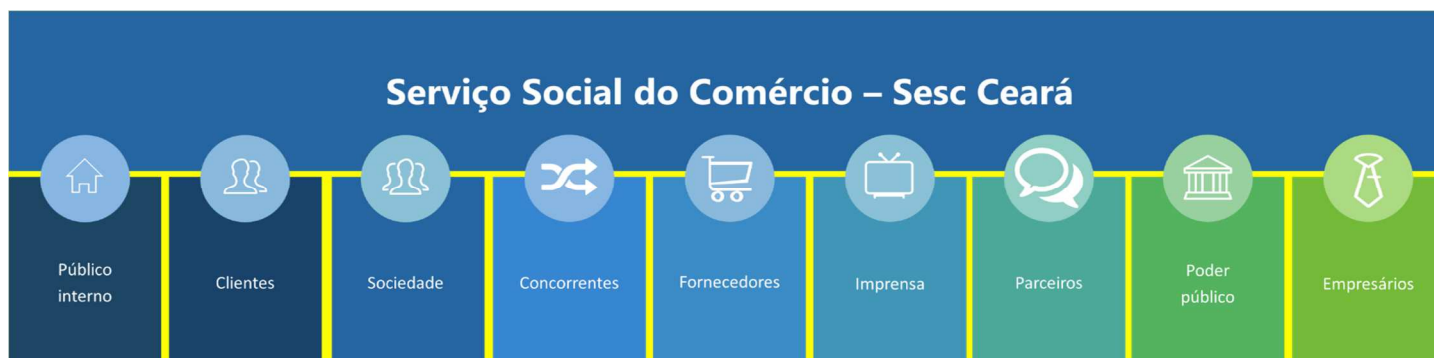 Serviço Social do Comércio – Sesc Ceará
Público
interno
Clientes
Sociedade
Concorrentes
Fornecedores
Imprensa
Parceiros
Poder
público
Empresários